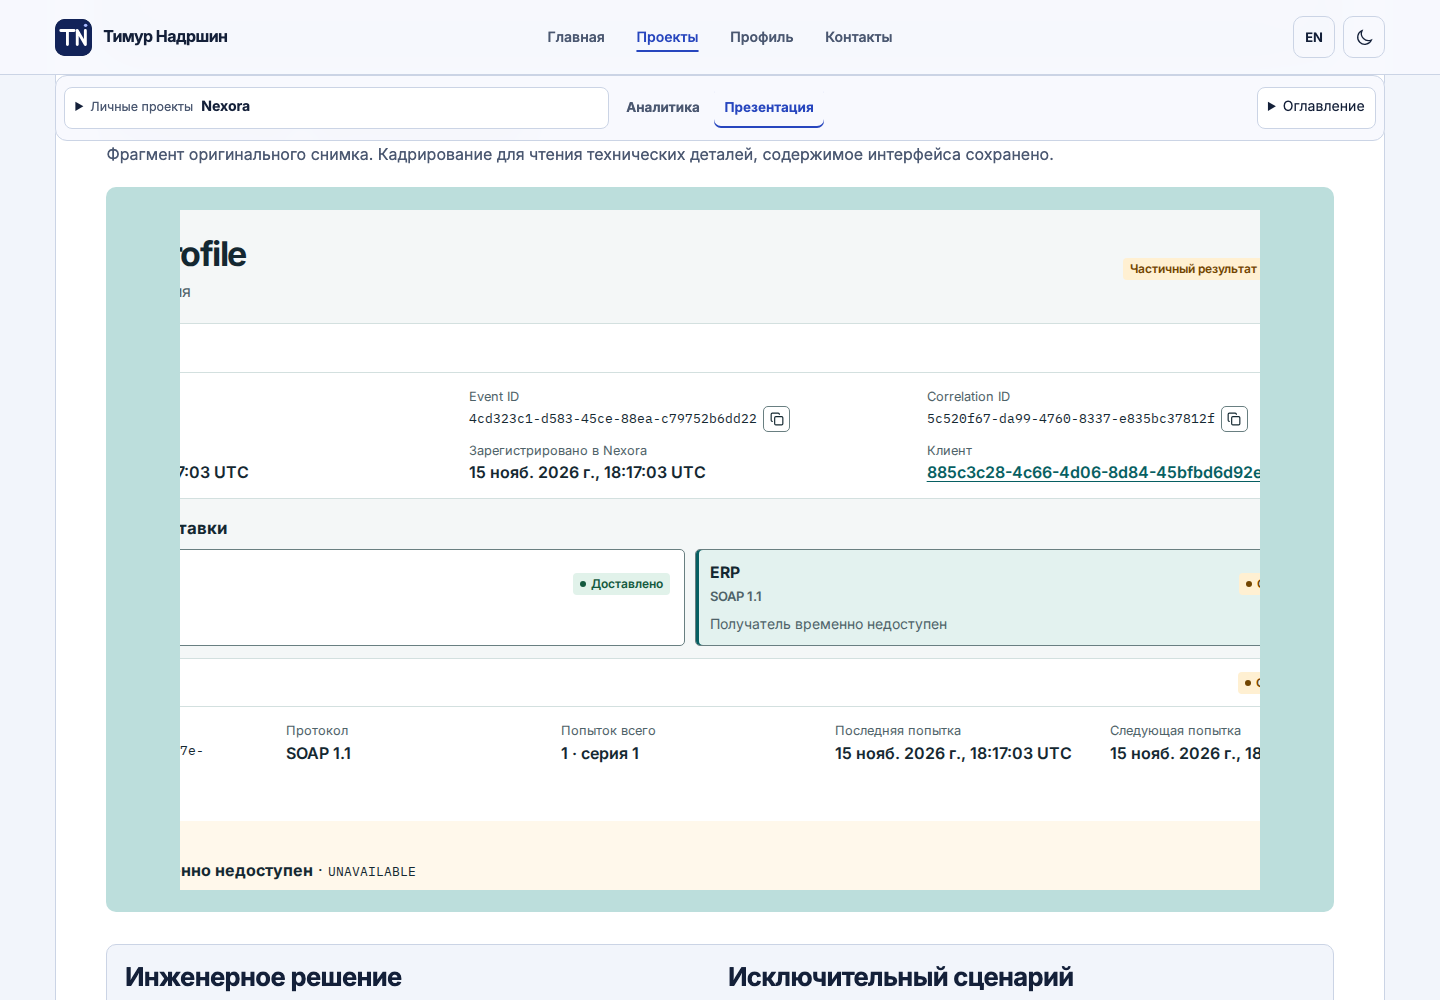 TN Тимур Надршин
Главная Проекты Профиль Контакты
EN
Личные проекты Nexora
Аналитика Презентация
Оглавление
Фрагмент оригинального снимка. Кадрирование для чтения технических деталей, содержимое интерфейса сохранено.
rofile
Частичный результат
ия
Event ID
4cd323c1-d583-45ce-88ea-c79752b6dd22
Correlation ID
5c520f67-da99-4760-8337-e835bc37812f
7:03 UTC
Зарегистрировано в Nexora
15 нояб. 2026 г., 18:17:03 UTC
Клиент
885c3c28-4c66-4d06-8d84-45bfbd6d92e
тавки
Доставлено
ERP
SOAP 1.1
Получатель временно недоступен
7e-
Протокол
SOAP 1.1
Попыток всего
1 · серия 1
Последняя попытка
15 нояб. 2026 г., 18:17:03 UTC
Следующая попытка
15 нояб. 2026 г., 18
нно недоступен · UNAVAILABLE
Инженерное решение
Исключительный сценарий